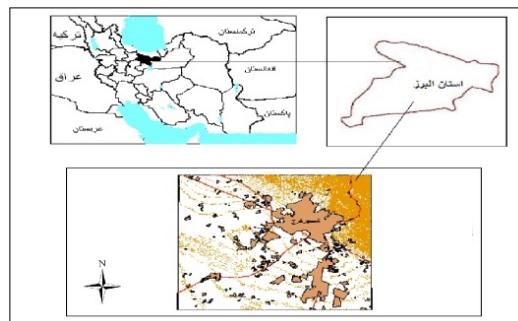 ترکیه
ترکمنستان
عراق
افغانستان
پاکستان
عربستان
استان البرز
N